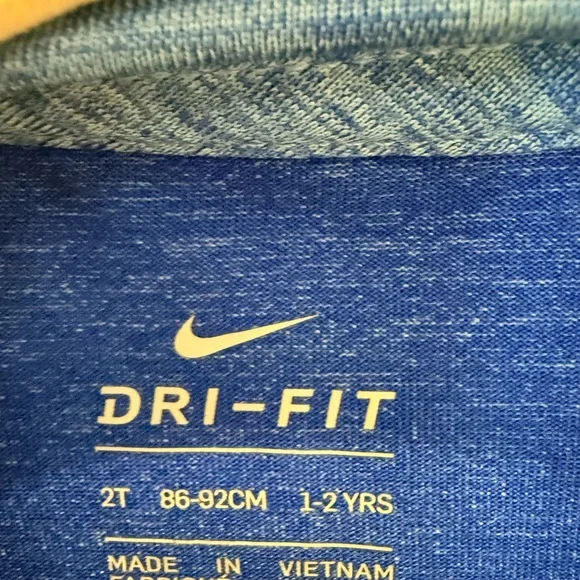 DRI-FIT
2T 86-92CM 1-2 YRS
MADE IN VIETNAM